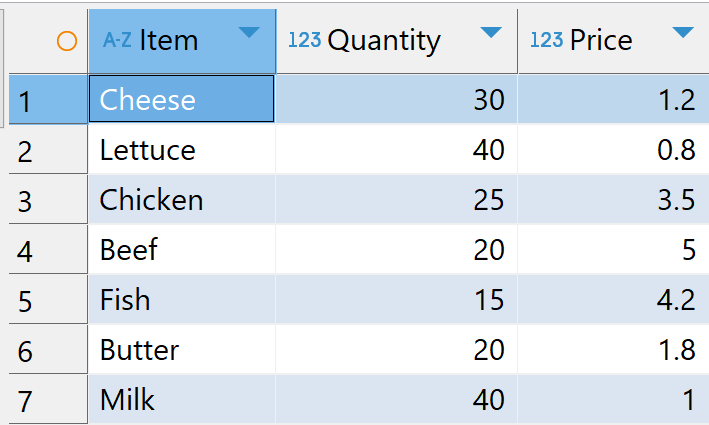 A-Z Item 123 Quantity 123 Price
1 Cheese 30 1.2
2 Lettuce 40 0.8
3 Chicken 25 3.5
4 Beef 20 5
5 Fish 15 4.2
6 Butter 20 1.8
7 Milk 40 1